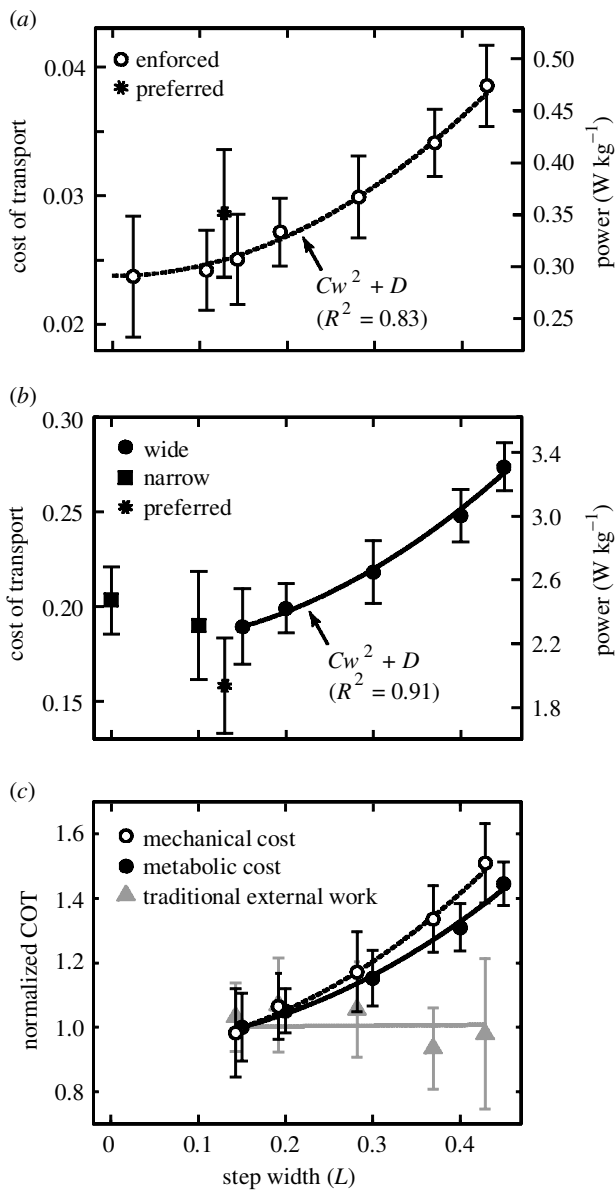 (a)
enforced
preferred
0.04
0.03
0.02
cost of transport
0.50
0.45
0.40
0.35
0.30
0.25
power (W kg⁻¹)
Cw² + D
(R² = 0.83)
(b)
wide
narrow
preferred
0.30
0.25
0.20
0.15
cost of transport
3.4
3.0
2.6
2.2
1.8
power (W kg⁻¹)
Cw² + D
(R² = 0.91)
(c)
mechanical cost
metabolic cost
traditional external work
1.6
1.4
1.2
1.0
0.8
normalized COT
0 0.1 0.2 0.3 0.4
step width (L)